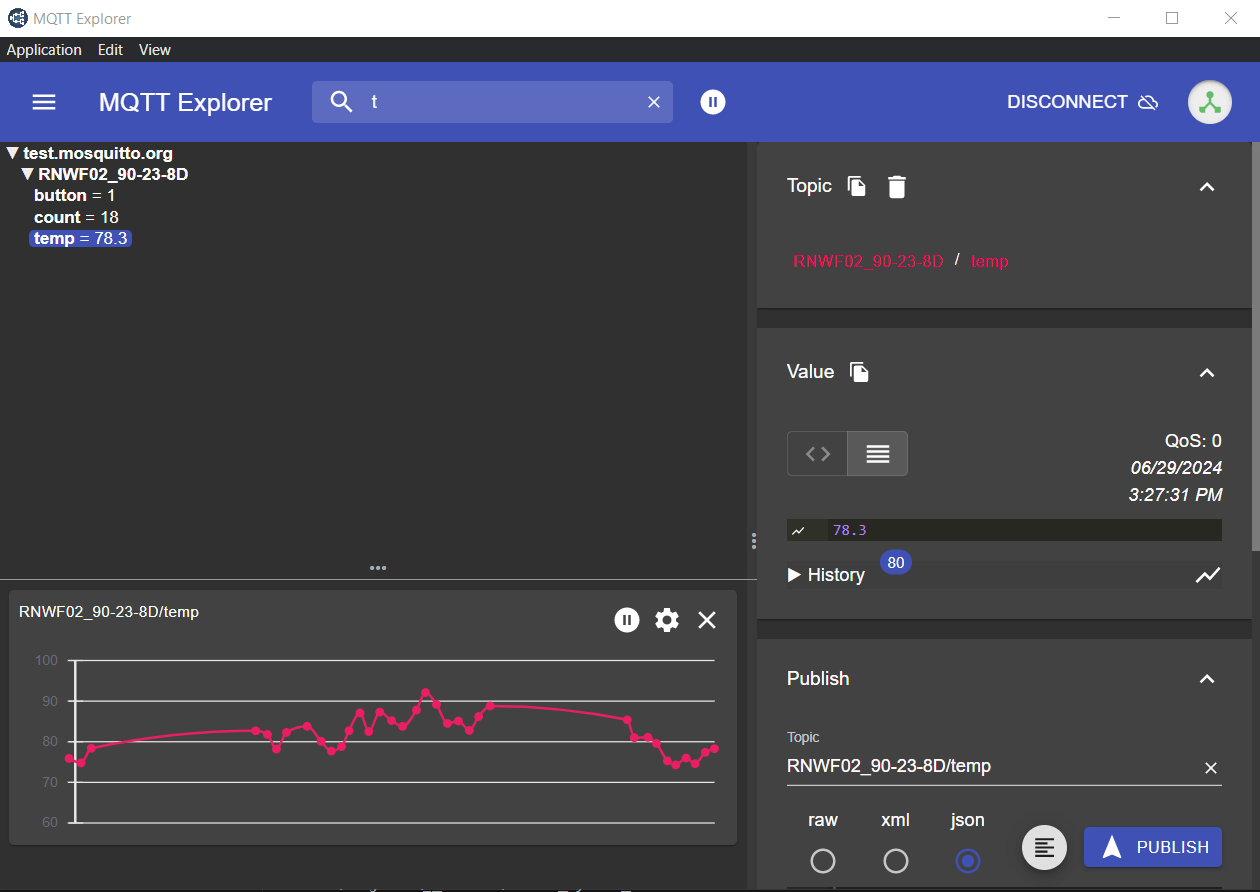 MQTT Explorer
Application Edit View
MQTT Explorer t DISCONNECT
test.mosquitto.org
RNWF02_90-23-8D
button = 1
count = 18
temp = 78.3
Topic
RNWF02_90-23-8D / temp
Value
QoS: 0
06/29/2024
3:27:31 PM
78.3
History 80
RNWF02_90-23-8D/temp
100
90
80
70
60
Publish
Topic
RNWF02_90-23-8D/temp
raw xml json
PUBLISH